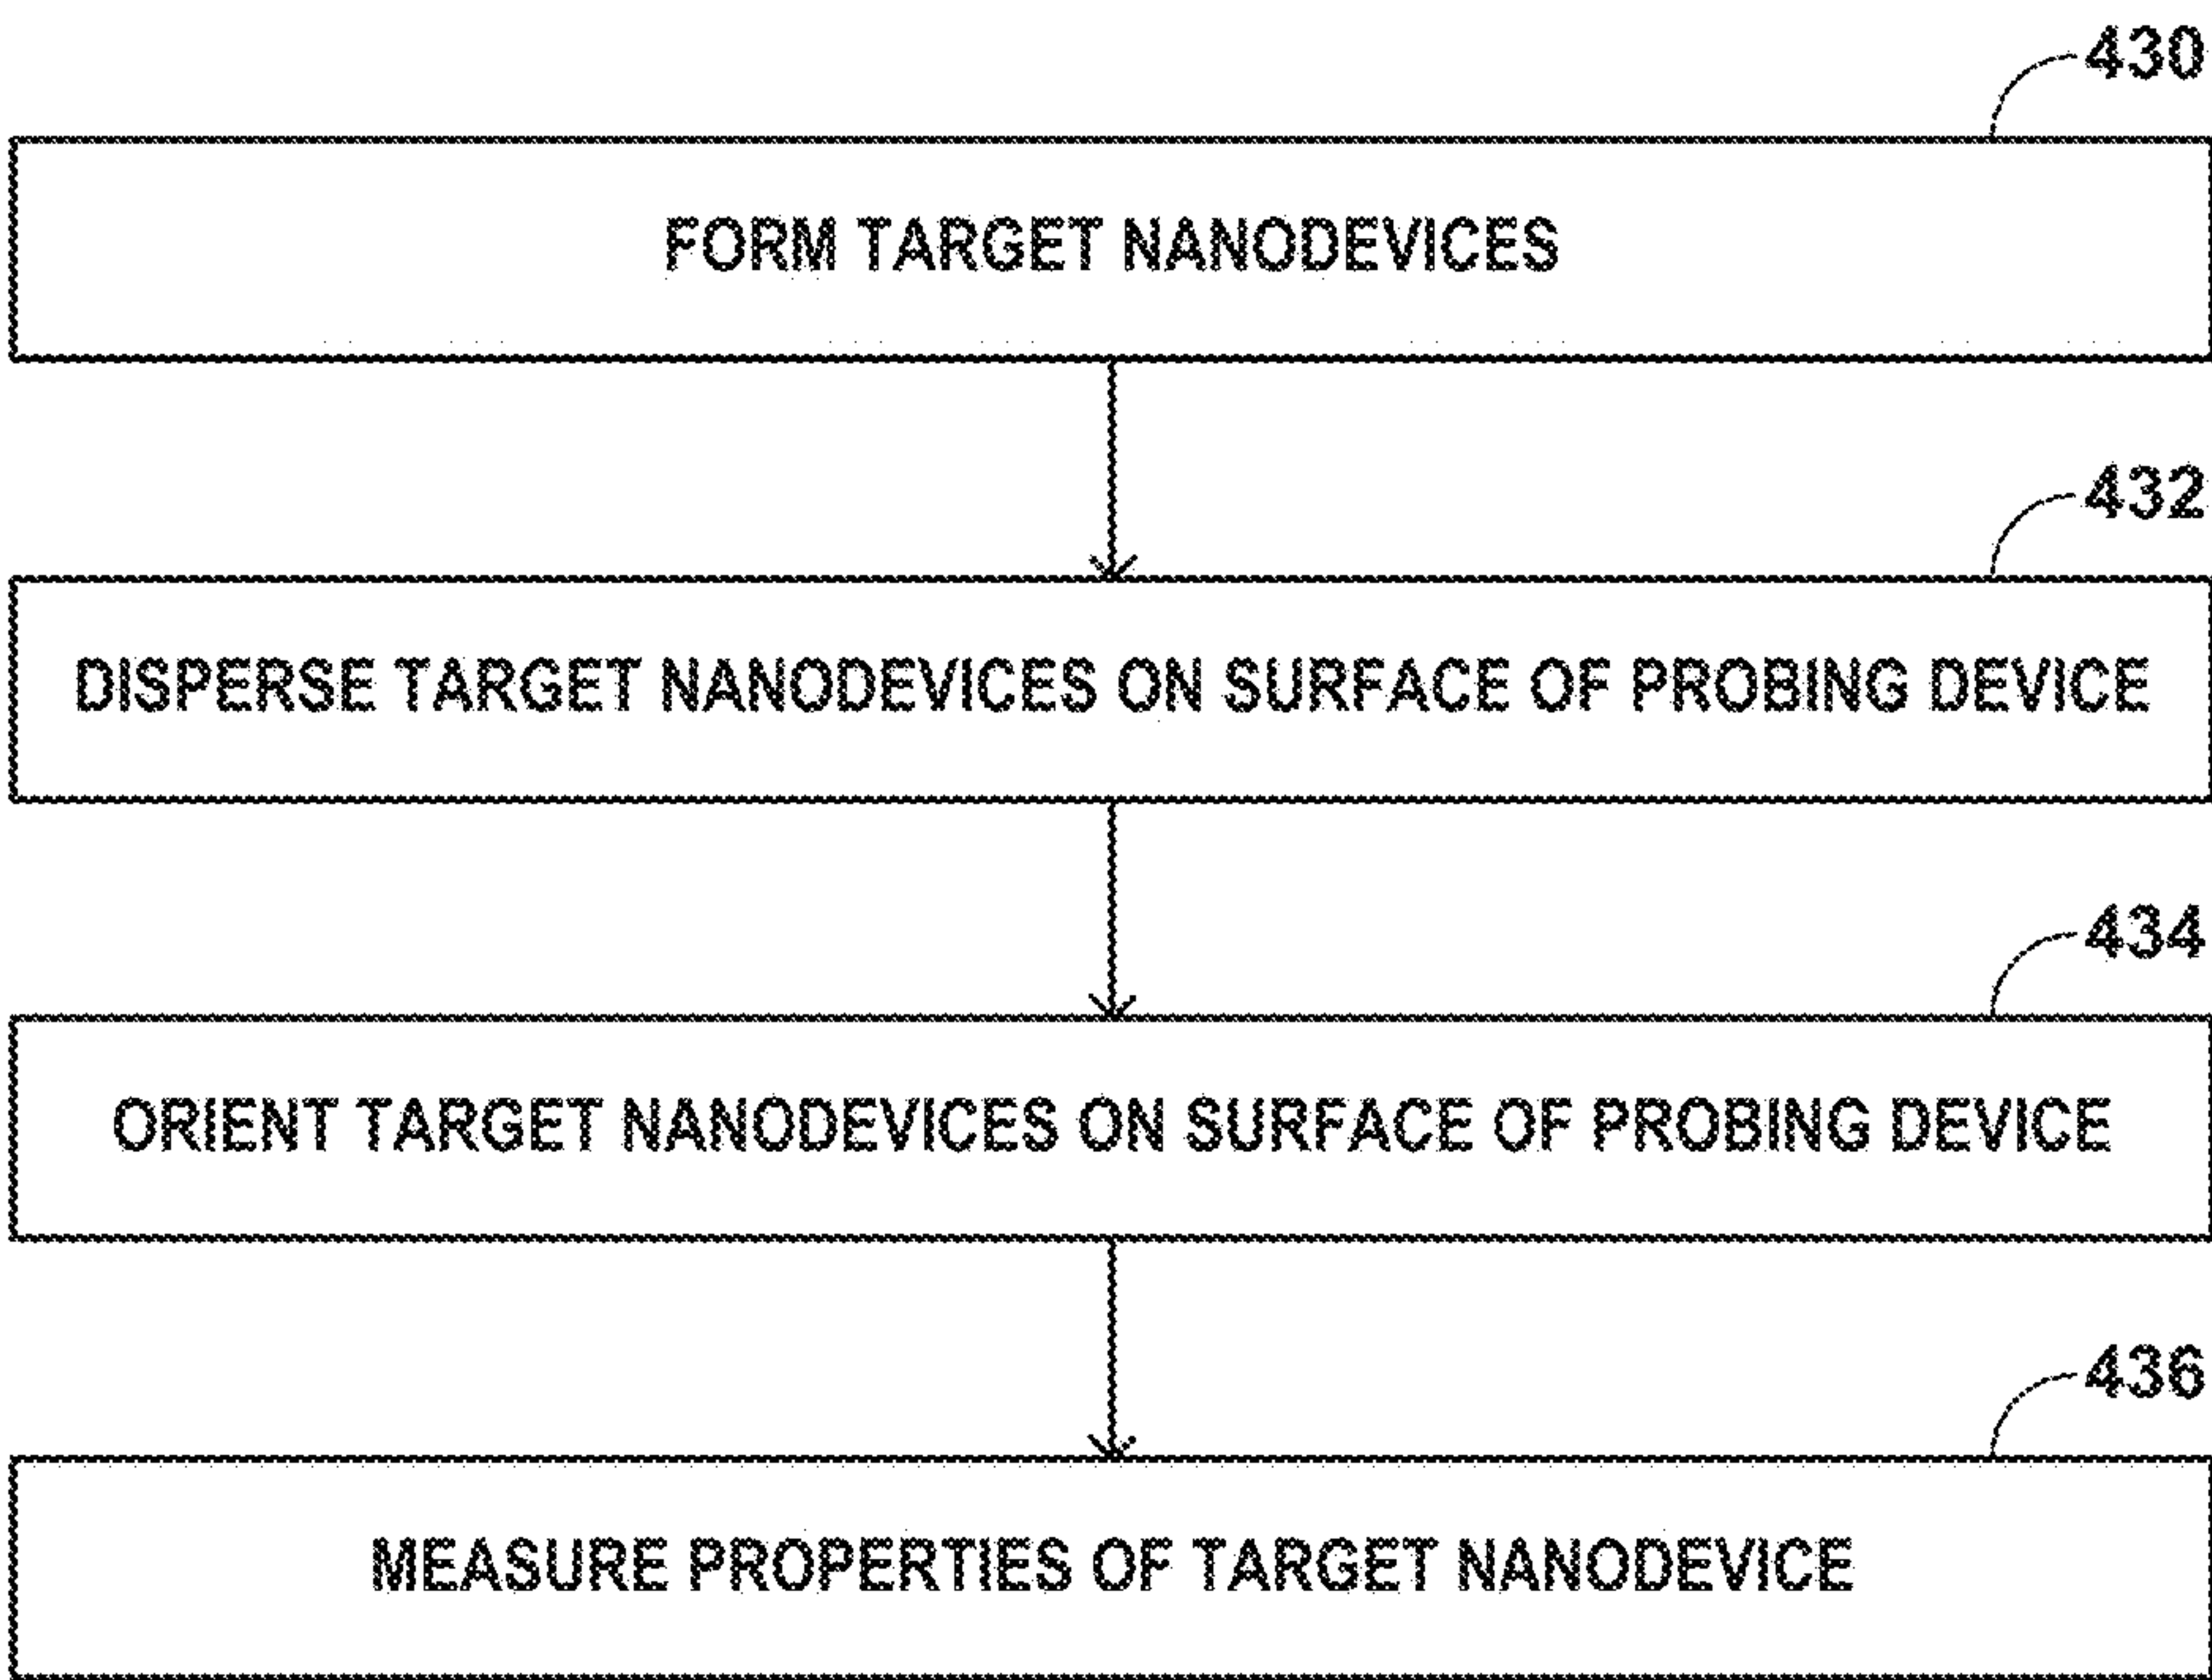 430
FORM TARGET NANODEVICES
432
DISPERSE TARGET NANODEVICES ON SURFACE OF PROBING DEVICE
434
ORIENT TARGET NANODEVICES ON SURFACE OF PROBING DEVICE
436
MEASURE PROPERTIES OF TARGET NANODEVICE